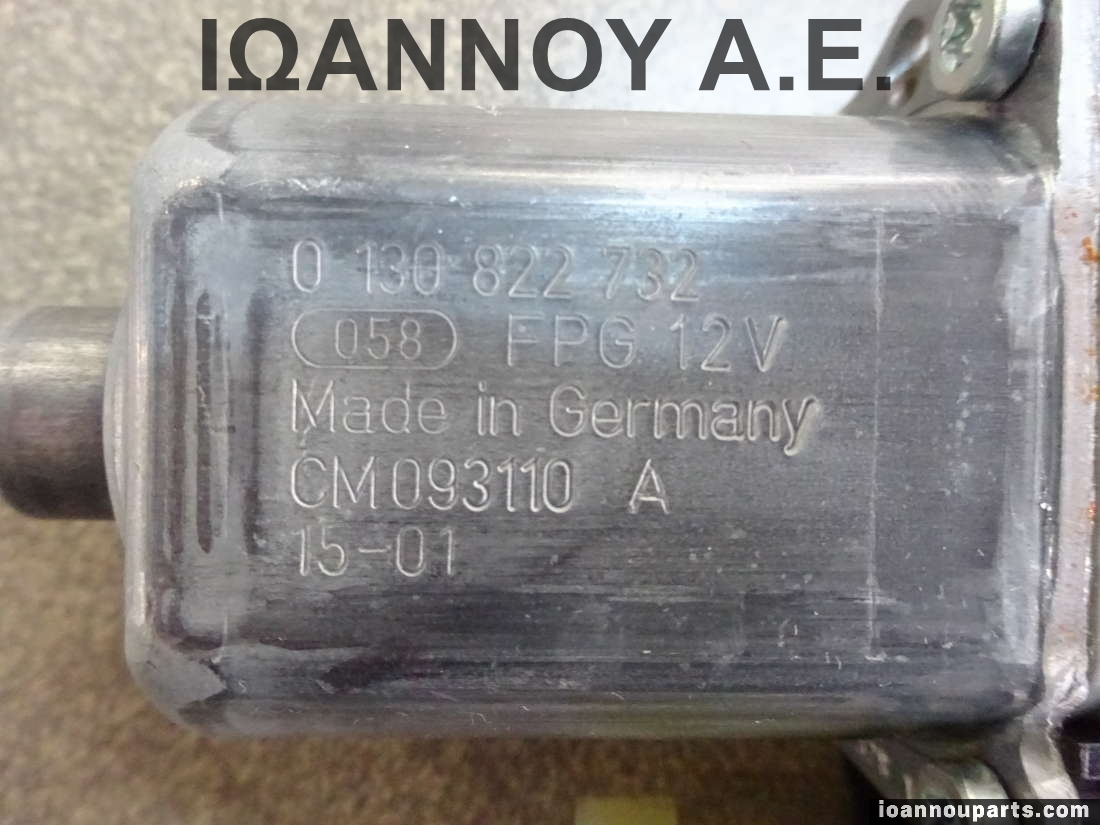 ΙΩΑΝΝΟΥ Α.Ε.
0 130 822 732
058 FPG 12V
Made in Germany
CM093110 A
15-01
ioannouparts.com